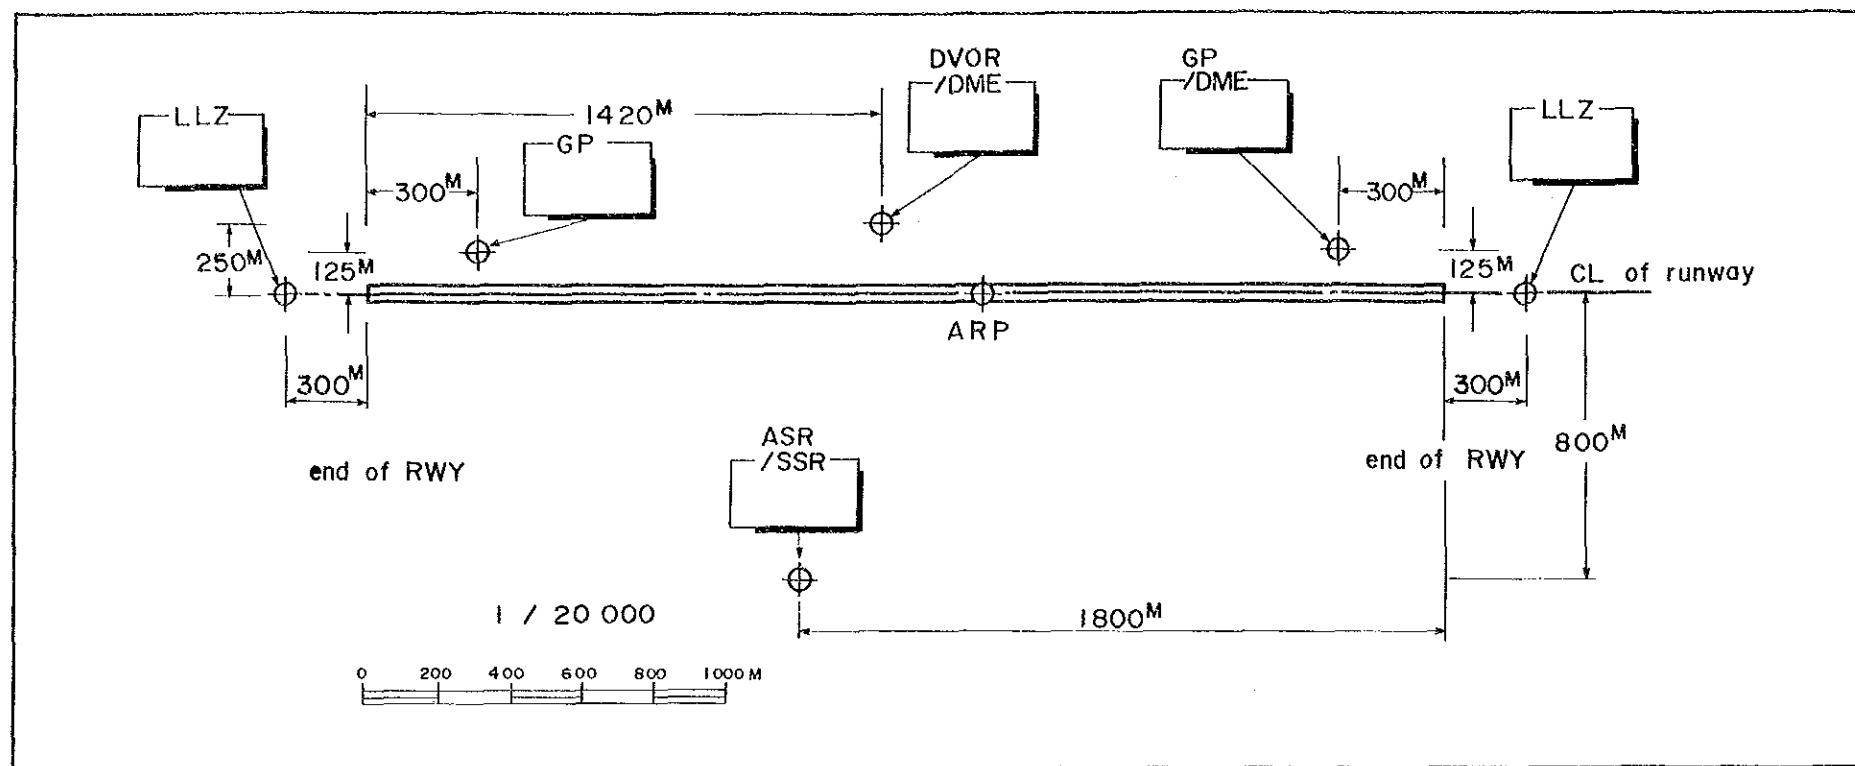 DVOR
/DME
GP
/DME
LLZ
1420M
GP
LLZ
300M
300M
250M
125M
125M
CL of runway
ARP
300M
300M
800M
ASR
/SSR
end of RWY
end of RWY
1 / 20 000
1800M
0 200 400 600 800 1000 M